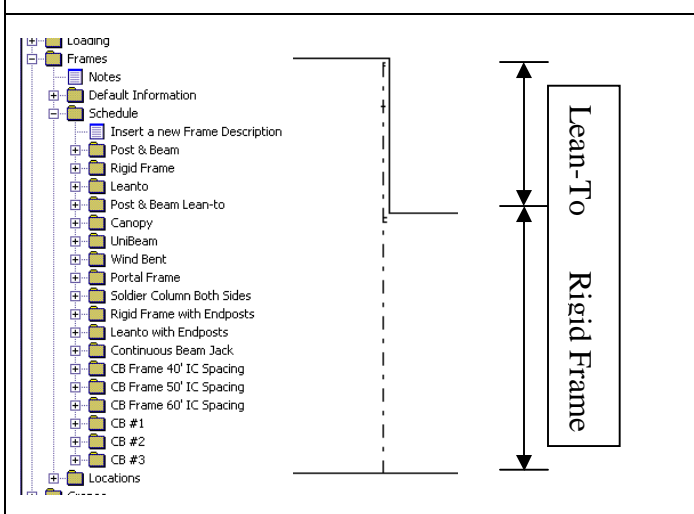 Loading
Frames
Notes
Default Information
Schedule
Insert a new Frame Description
Post & Beam
Rigid Frame
Leanto
Post & Beam Lean-to
Canopy
UniBeam
Wind Bent
Portal Frame
Soldier Column Both Sides
Rigid Frame with Endposts
Leanto with Endposts
Continuous Beam Jack
CB Frame 40' IC Spacing
CB Frame 50' IC Spacing
CB Frame 60' IC Spacing
CB #1
CB #2
CB #3
Locations
Lean-To Rigid Frame